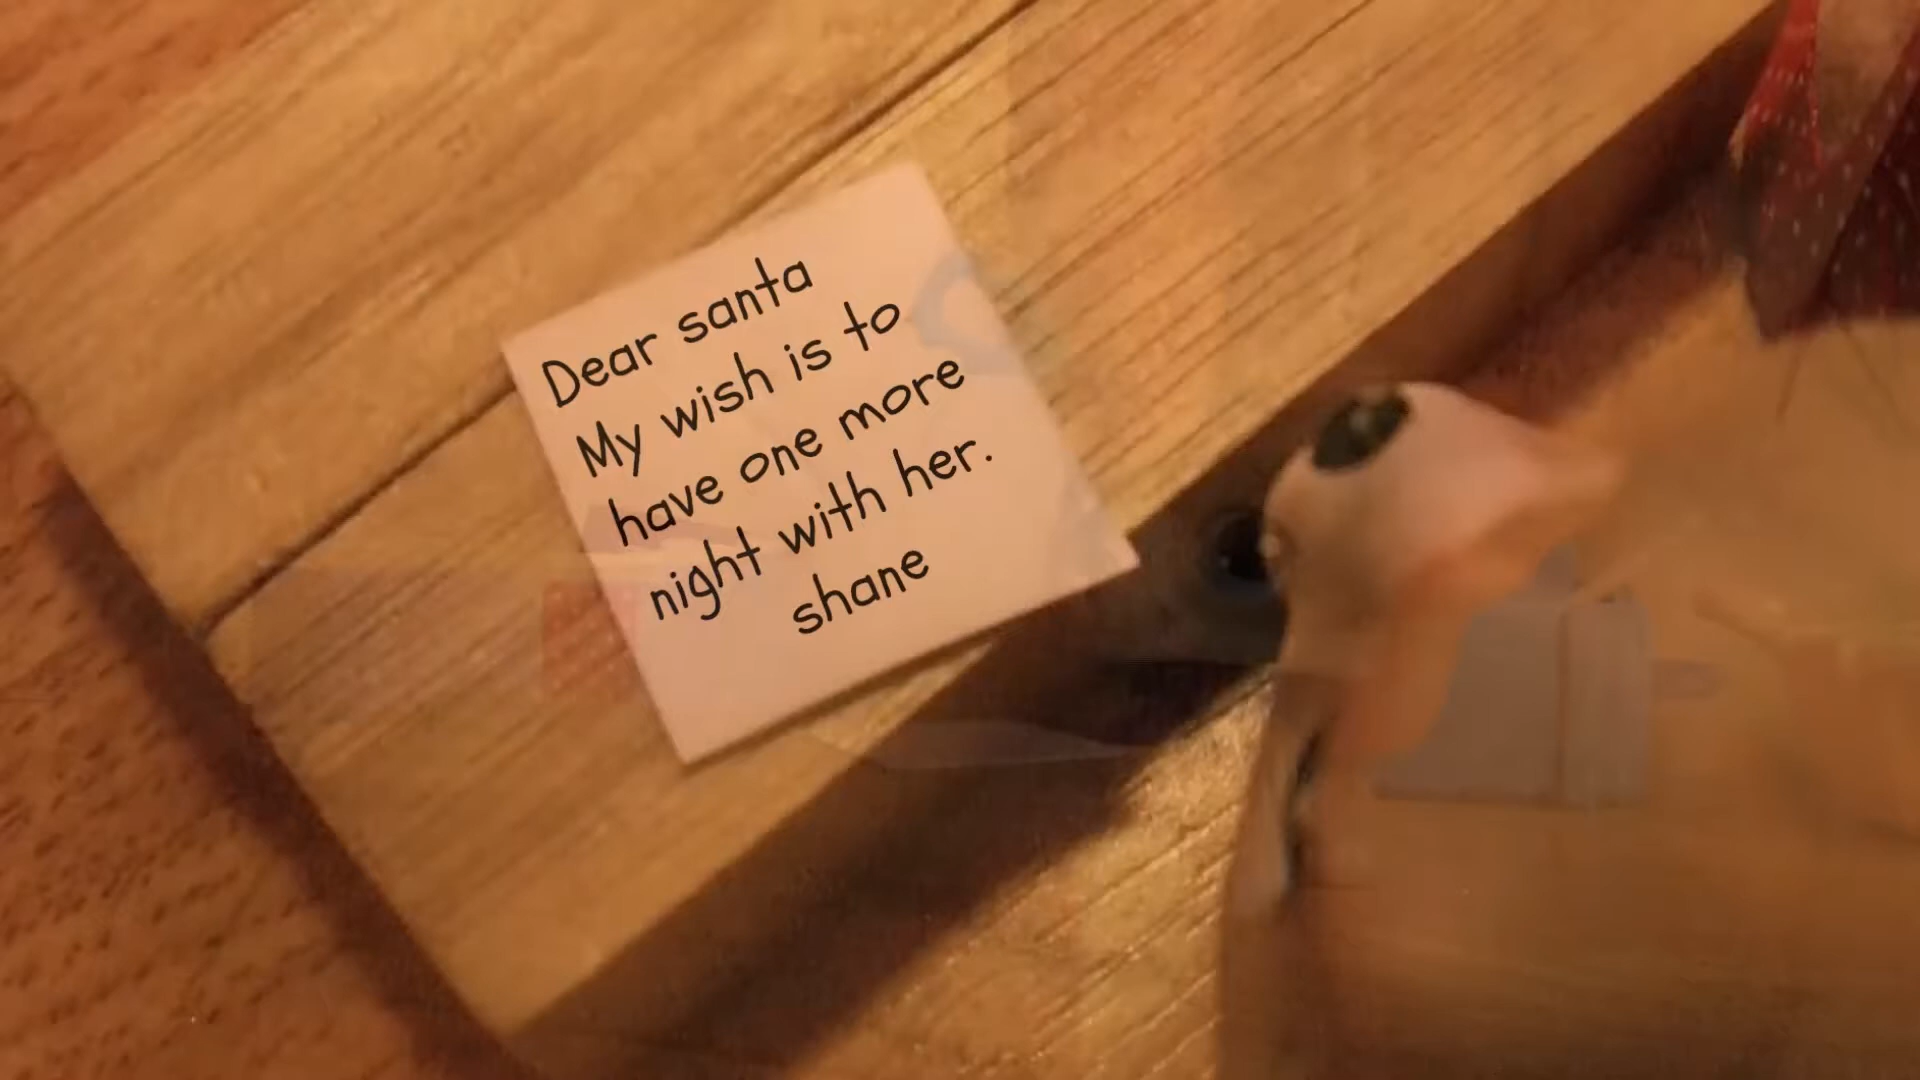 Dear santa
My wish is to
have one more
night with her.
shane